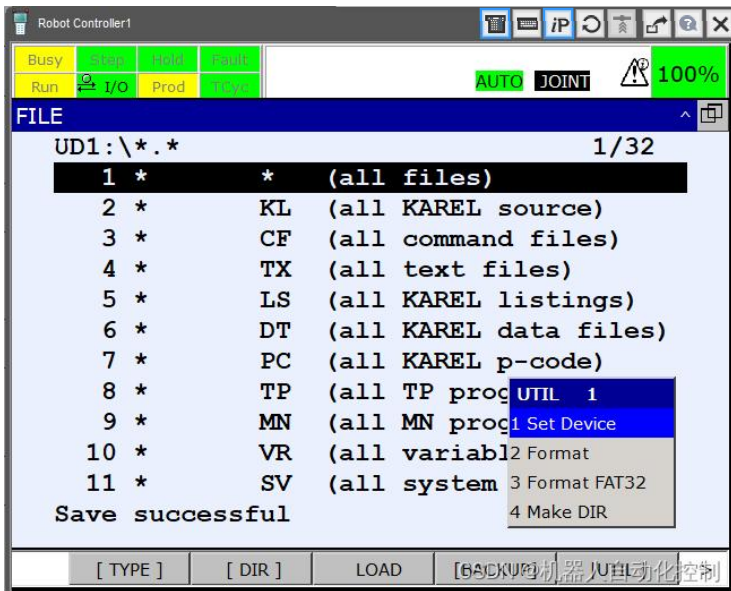 Robot Controller1
iP
Busy Step Hold Fault
Run I/O Prod TCyc
AUTO JOINT 100%
FILE
UD1:\*.* 1/32
1 * * (all files)
2 * KL (all KAREL source)
3 * CF (all command files)
4 * TX (all text files)
5 * LS (all KAREL listings)
6 * DT (all KAREL data files)
7 * PC (all KAREL p-code)
8 * TP (all TP prog
9 * MN (all MN prog
10 * VR (all variabl
11 * SV (all system
UTIL 1
1 Set Device
2 Format
3 Format FAT32
4 Make DIR
Save successful
[ TYPE ] [ DIR ] LOAD [BACKUP] [UTIL ] >
CSDN @机器人自动化控制